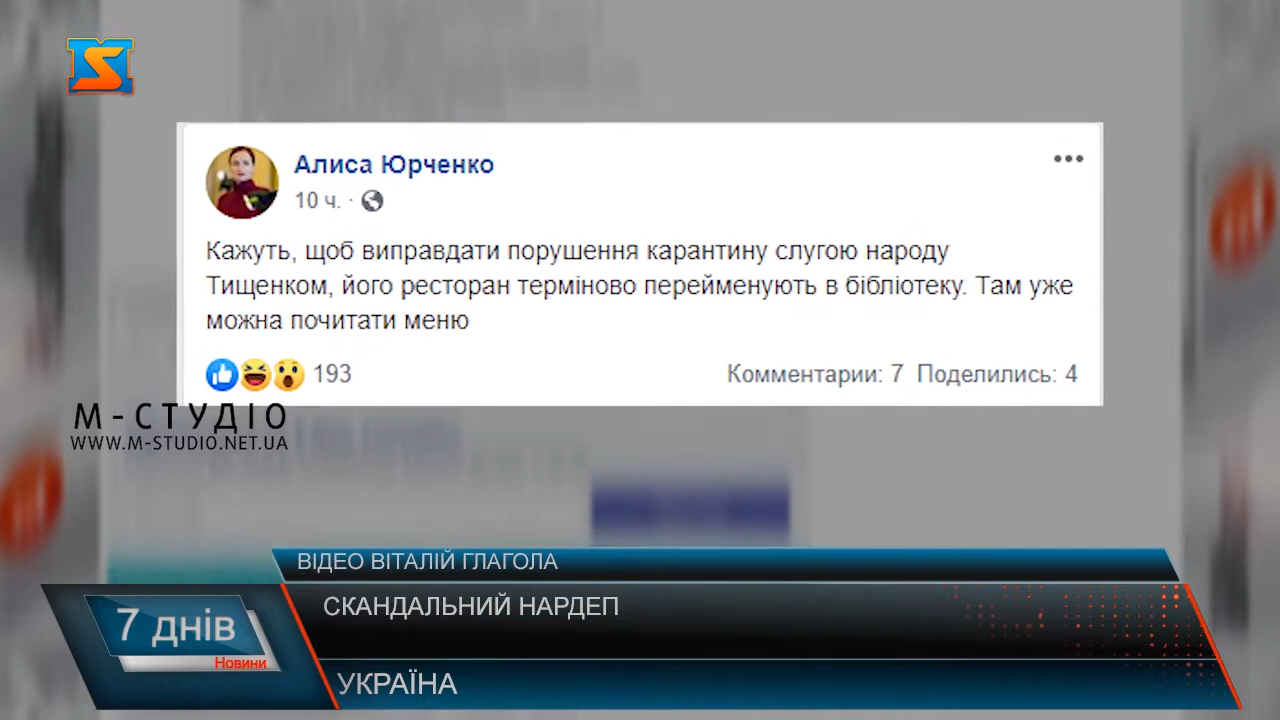 Алиса Юрченко
10 ч. ·
Кажуть, щоб виправдати порушення карантину слугою народу
Тищенком, його ресторан терміново перейменують в бібліотеку. Там уже
можна почитати меню
193
Комментарии: 7 Поделились: 4
М-СТУДІО
WWW.M-STUDIO.NET.UA
ВІДЕО ВІТАЛІЙ ГЛАГОЛА
СКАНДАЛЬНИЙ НАРДЕП
7 днів
Новини
УКРАЇНА